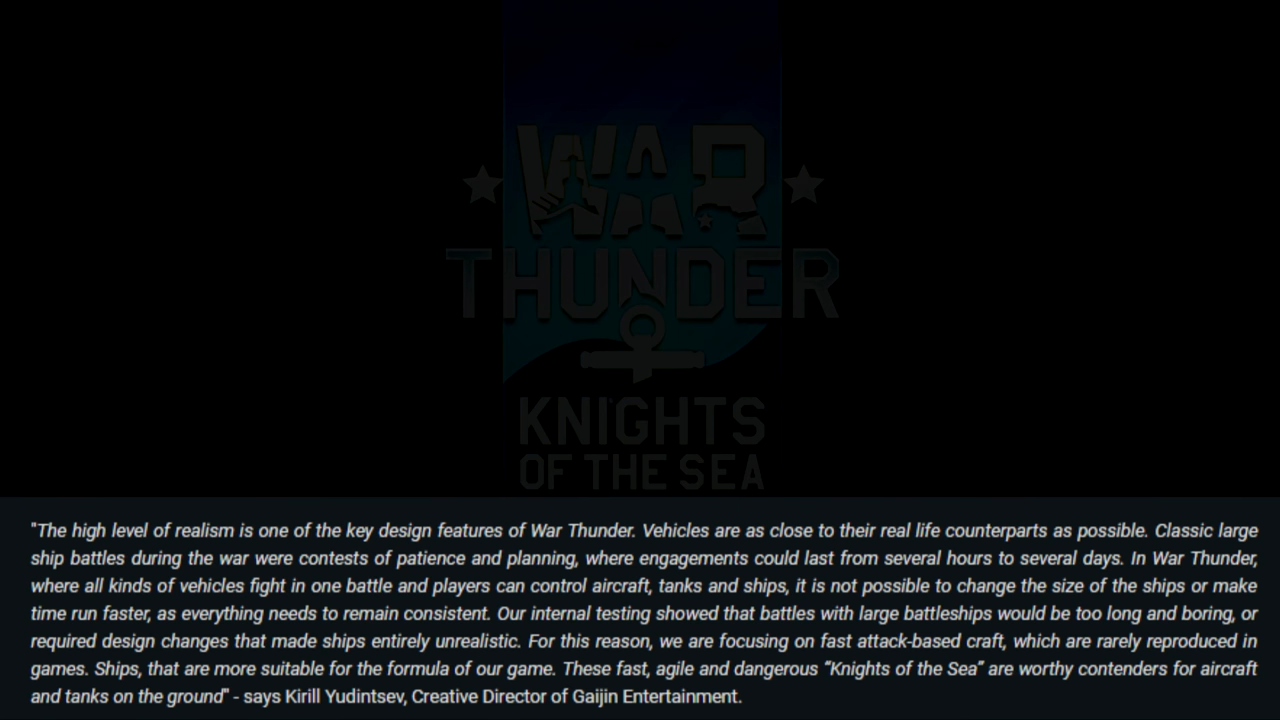 WAR
THUNDER
KNIGHTS
OF THE SEA
"The high level of realism is one of the key design features of War Thunder. Vehicles are as close to their real life counterparts as possible. Classic large
ship battles during the war were contests of patience and planning, where engagements could last from several hours to several days. In War Thunder,
where all kinds of vehicles fight in one battle and players can control aircraft, tanks and ships, it is not possible to change the size of the ships or make
time run faster, as everything needs to remain consistent. Our internal testing showed that battles with large battleships would be too long and boring, or
required design changes that made ships entirely unrealistic. For this reason, we are focusing on fast attack-based craft, which are rarely reproduced in
games. Ships, that are more suitable for the formula of our game. These fast, agile and dangerous “Knights of the Sea” are worthy contenders for aircraft
and tanks on the ground" - says Kirill Yudintsev, Creative Director of Gaijin Entertainment.